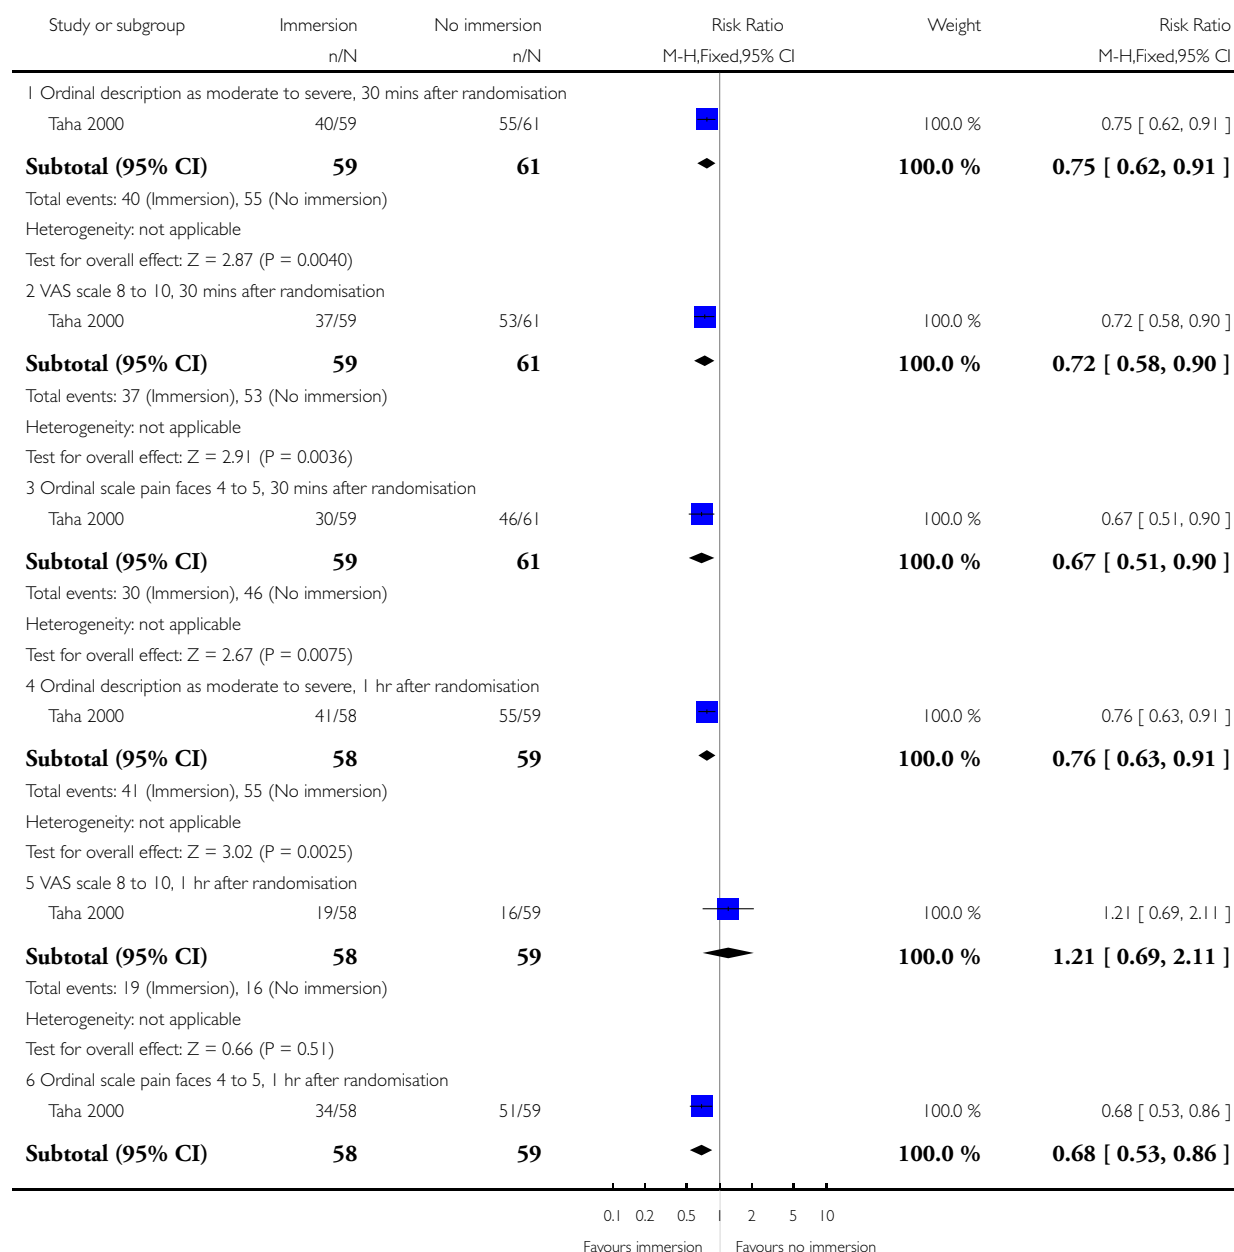 Study or subgroup Immersion No immersion Risk Ratio Weight Risk Ratio
n/N n/N M-H,Fixed,95% CI M-H,Fixed,95% CI
1 Ordinal description as moderate to severe, 30 mins after randomisation
Taha 2000 40/59 55/61 100.0 % 0.75 [ 0.62, 0.91 ]
Subtotal (95% CI) 59 61 100.0 % 0.75 [ 0.62, 0.91 ]
Total events: 40 (Immersion), 55 (No immersion)
Heterogeneity: not applicable
Test for overall effect: Z = 2.87 (P = 0.0040)
2 VAS scale 8 to 10, 30 mins after randomisation
Taha 2000 37/59 53/61 100.0 % 0.72 [ 0.58, 0.90 ]
Subtotal (95% CI) 59 61 100.0 % 0.72 [ 0.58, 0.90 ]
Total events: 37 (Immersion), 53 (No immersion)
Heterogeneity: not applicable
Test for overall effect: Z = 2.91 (P = 0.0036)
3 Ordinal scale pain faces 4 to 5, 30 mins after randomisation
Taha 2000 30/59 46/61 100.0 % 0.67 [ 0.51, 0.90 ]
Subtotal (95% CI) 59 61 100.0 % 0.67 [ 0.51, 0.90 ]
Total events: 30 (Immersion), 46 (No immersion)
Heterogeneity: not applicable
Test for overall effect: Z = 2.67 (P = 0.0075)
4 Ordinal description as moderate to severe, 1 hr after randomisation
Taha 2000 41/58 55/59 100.0 % 0.76 [ 0.63, 0.91 ]
Subtotal (95% CI) 58 59 100.0 % 0.76 [ 0.63, 0.91 ]
Total events: 41 (Immersion), 55 (No immersion)
Heterogeneity: not applicable
Test for overall effect: Z = 3.02 (P = 0.0025)
5 VAS scale 8 to 10, 1 hr after randomisation
Taha 2000 19/58 16/59 100.0 % 1.21 [ 0.69, 2.11 ]
Subtotal (95% CI) 58 59 100.0 % 1.21 [ 0.69, 2.11 ]
Total events: 19 (Immersion), 16 (No immersion)
Heterogeneity: not applicable
Test for overall effect: Z = 0.66 (P = 0.51)
6 Ordinal scale pain faces 4 to 5, 1 hr after randomisation
Taha 2000 34/58 51/59 100.0 % 0.68 [ 0.53, 0.86 ]
Subtotal (95% CI) 58 59 100.0 % 0.68 [ 0.53, 0.86 ]
0.1 0.2 0.5 1 2 5 10
Favours immersion Favours no immersion